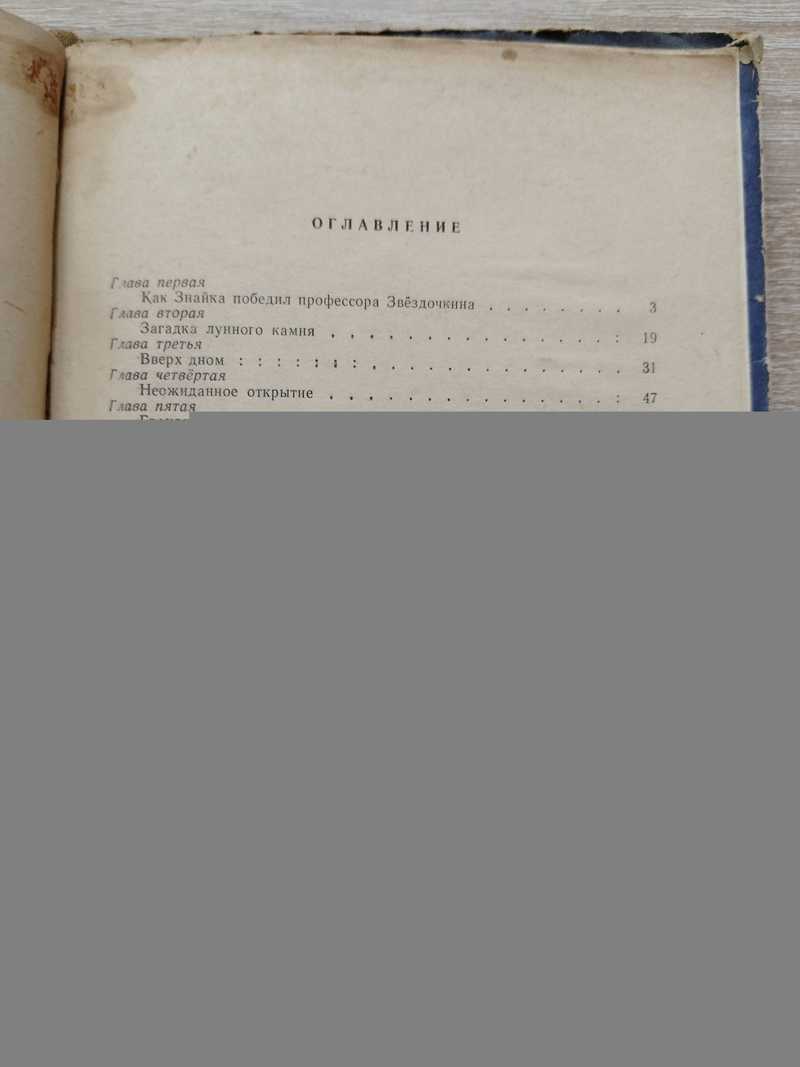 ОГЛАВЛЕНИЕ
Глава первая
Как Знайка победил профессора Звёздочкина . . . . . . . . 3
Глава вторая
Загадка лунного камня . . . . . . . . . . . . . . . : 19
Глава третья
Вверх дном : : : : : : : . . . . . . . . . . . . . . 31
Глава четвёртая
Неожиданное открытие . . . . . . . . . . . . . . . : 47
Глава пятая